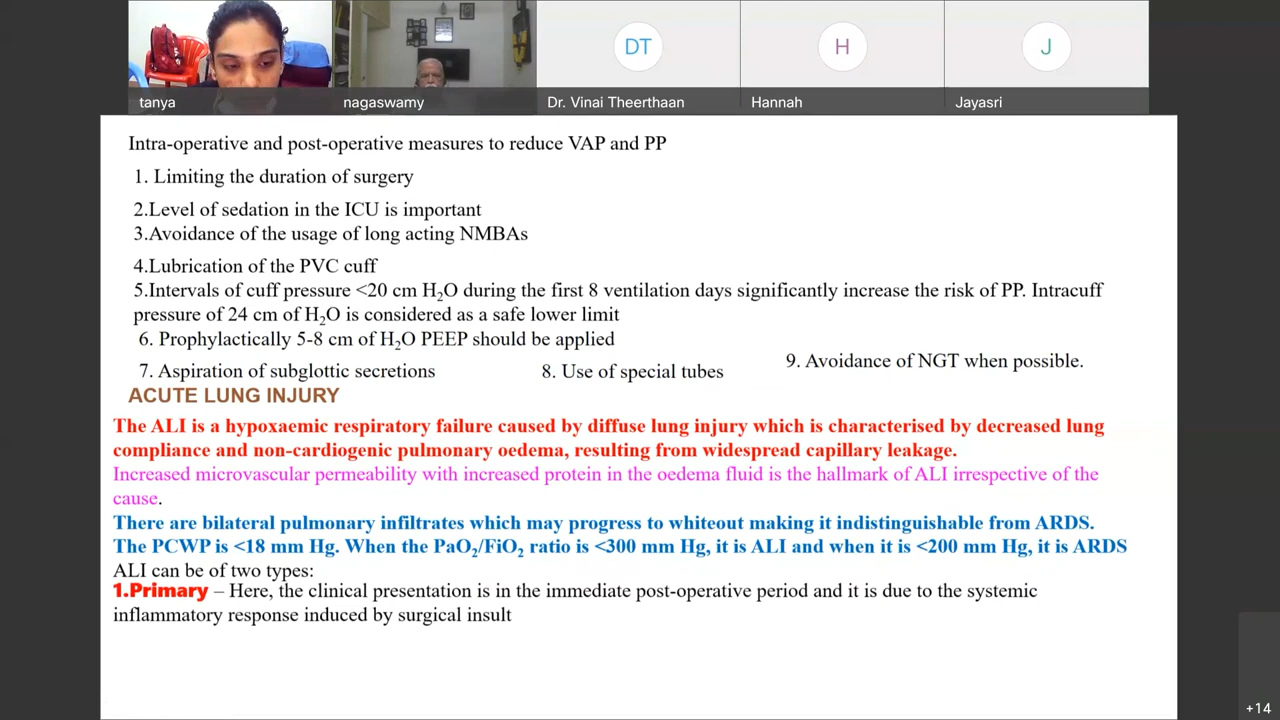 DT
H
J
tanya
nagaswamy
Dr. Vinai Theerthaan
Hannah
Jayasri
Intra-operative and post-operative measures to reduce VAP and PP
1. Limiting the duration of surgery
2.Level of sedation in the ICU is important
3.Avoidance of the usage of long acting NMBAs
4.Lubrication of the PVC cuff
5.Intervals of cuff pressure <20 cm H₂O during the first 8 ventilation days significantly increase the risk of PP. Intracuff
pressure of 24 cm of H₂O is considered as a safe lower limit
6. Prophylactically 5-8 cm of H₂O PEEP should be applied
7. Aspiration of subglottic secretions
8. Use of special tubes
9. Avoidance of NGT when possible.
ACUTE LUNG INJURY
The ALI is a hypoxaemic respiratory failure caused by diffuse lung injury which is characterised by decreased lung
compliance and non-cardiogenic pulmonary oedema, resulting from widespread capillary leakage.
Increased microvascular permeability with increased protein in the oedema fluid is the hallmark of ALI irrespective of the
cause.
There are bilateral pulmonary infiltrates which may progress to whiteout making it indistinguishable from ARDS.
The PCWP is <18 mm Hg. When the PaO₂/FiO₂ ratio is <300 mm Hg, it is ALI and when it is <200 mm Hg, it is ARDS
ALI can be of two types:
1.Primary – Here, the clinical presentation is in the immediate post-operative period and it is due to the systemic
inflammatory response induced by surgical insult
+14